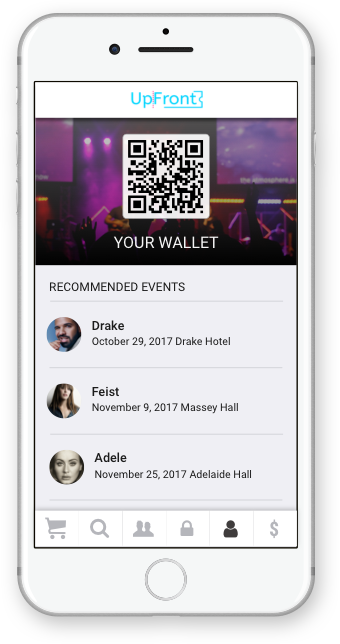 UpFront
YOUR WALLET
RECOMMENDED EVENTS
Drake
October 29, 2017 Drake Hotel
Feist
November 9, 2017 Massey Hall
Adele
November 25, 2017 Adelaide Hall
$